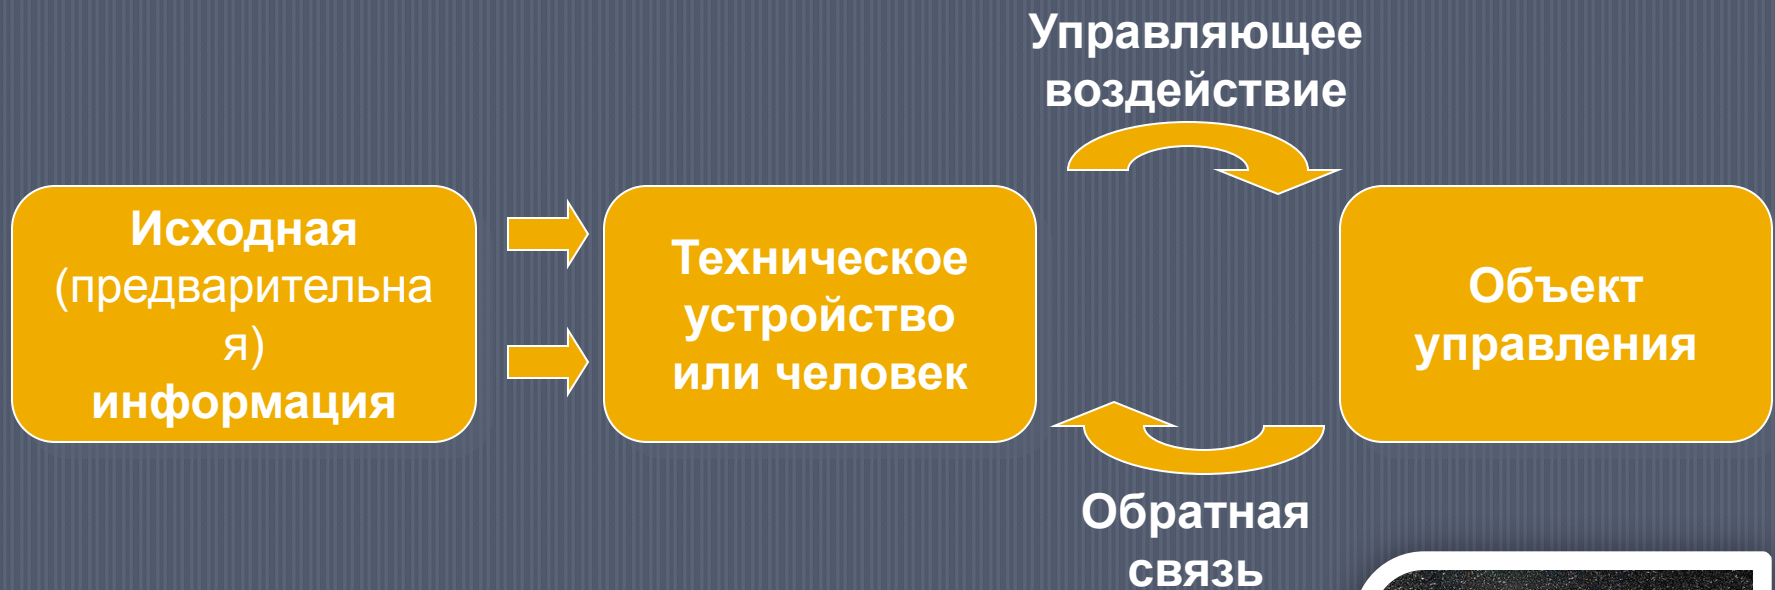 Управляющее
воздействие
Исходная
(предварительна
я)
информация
Техническое
устройство
или человек
Объект
управления
Обратная
связь